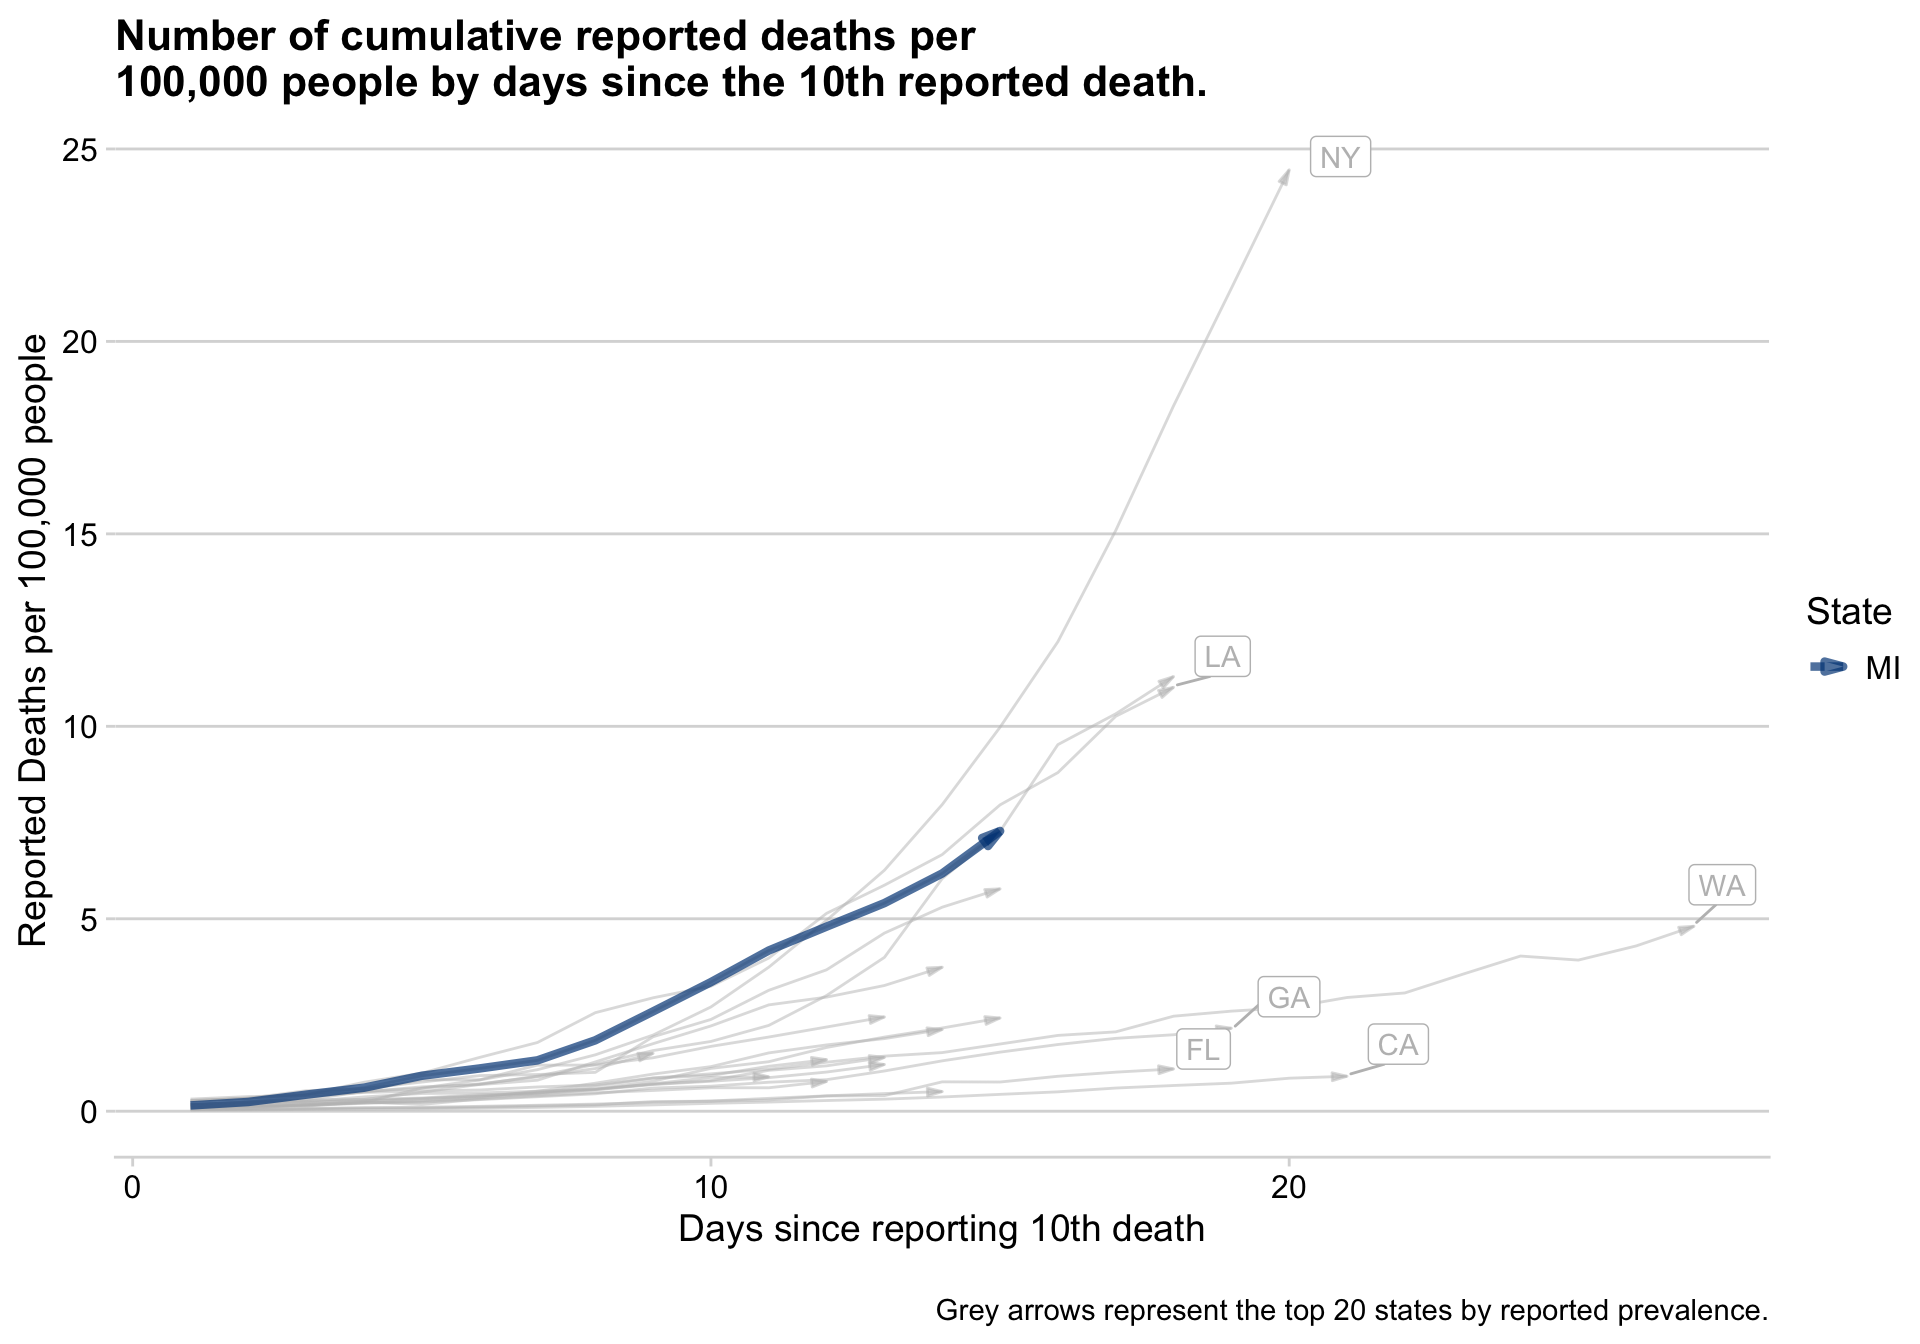 Number of cumulative reported deaths per
100,000 people by days since the 10th reported death.
Reported Deaths per 100,000 people
25
20
15
10
5
0
NY
LA
WA
GA
FL
CA
State
MI
0
10
20
Days since reporting 10th death
Grey arrows represent the top 20 states by reported prevalence.